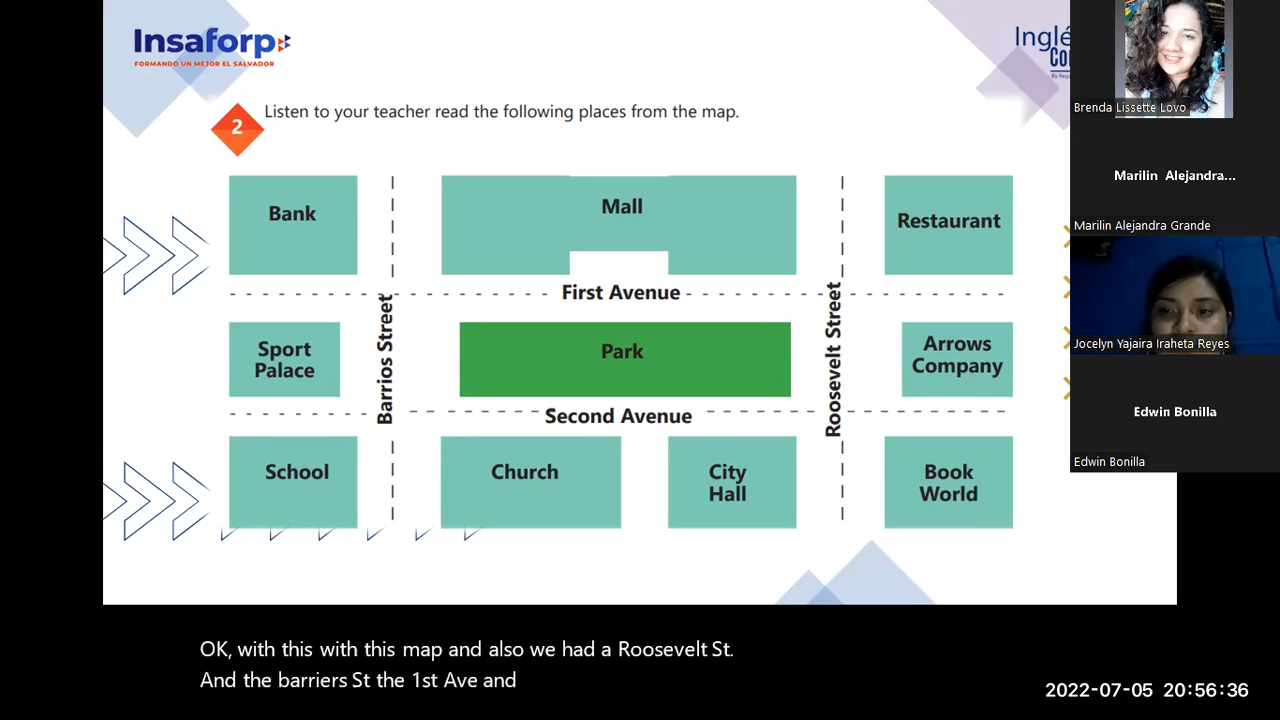 Insaforp
FORMANDO UN MEJOR EL SALVADOR
2
Listen to your teacher read the following places from the map.
Bank
Mall
Restaurant
First Avenue
Barrios Street
Roosevelt Street
Sport
Palace
Park
Arrows
Company
Second Avenue
School
Church
City
Hall
Book
World
Brenda Lissette Lovo
Marilin Alejandra...
Marilin Alejandra Grande
Jocelyn Yajaira Iraheta Reyes
Edwin Bonilla
Edwin Bonilla
OK, with this with this map and also we had a Roosevelt St.
And the barriers St the 1st Ave and
2022-07-05 20:56:36